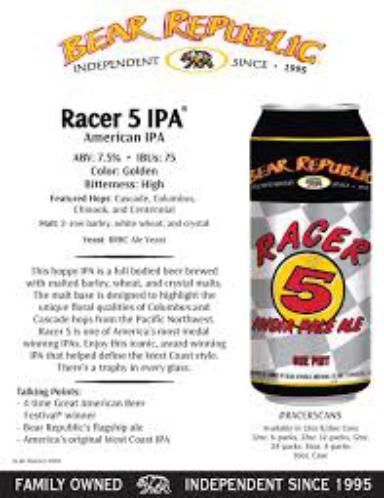 BEAR REPUBLIC
INDEPENDENT SINCE • 1995
Racer 5 IPA®
American IPA
ABV: 7.5% • IBUs: 75
Color: Golden
Bitterness: High
Featured Hops: Cascade, Columbus,
Chinook, and Centennial
Malt: 2-row barley, white wheat, and crystal
Yeast: BRBC Ale Yeast
This hoppy IPA is a full bodied beer brewed
with malted barley, wheat, and crystal malts.
The malt base is designed to highlight the
unique floral qualities of Columbus and
Cascade hops from the Pacific Northwest.
Racer 5 is one of America's most medal
winning IPAs. Enjoy this iconic, award winning
IPA that helped define the West Coast style.
There's a trophy in every glass.
Talking Points:
- 4-time Great American Beer
Festival® winner
- Bear Republic's flagship ale
- America's original West Coast IPA
BEAR REPUBLIC
RACER
5
INDIA PALE ALE
ONE PINT
#RACERSCANS
FAMILY OWNED INDEPENDENT SINCE 1995